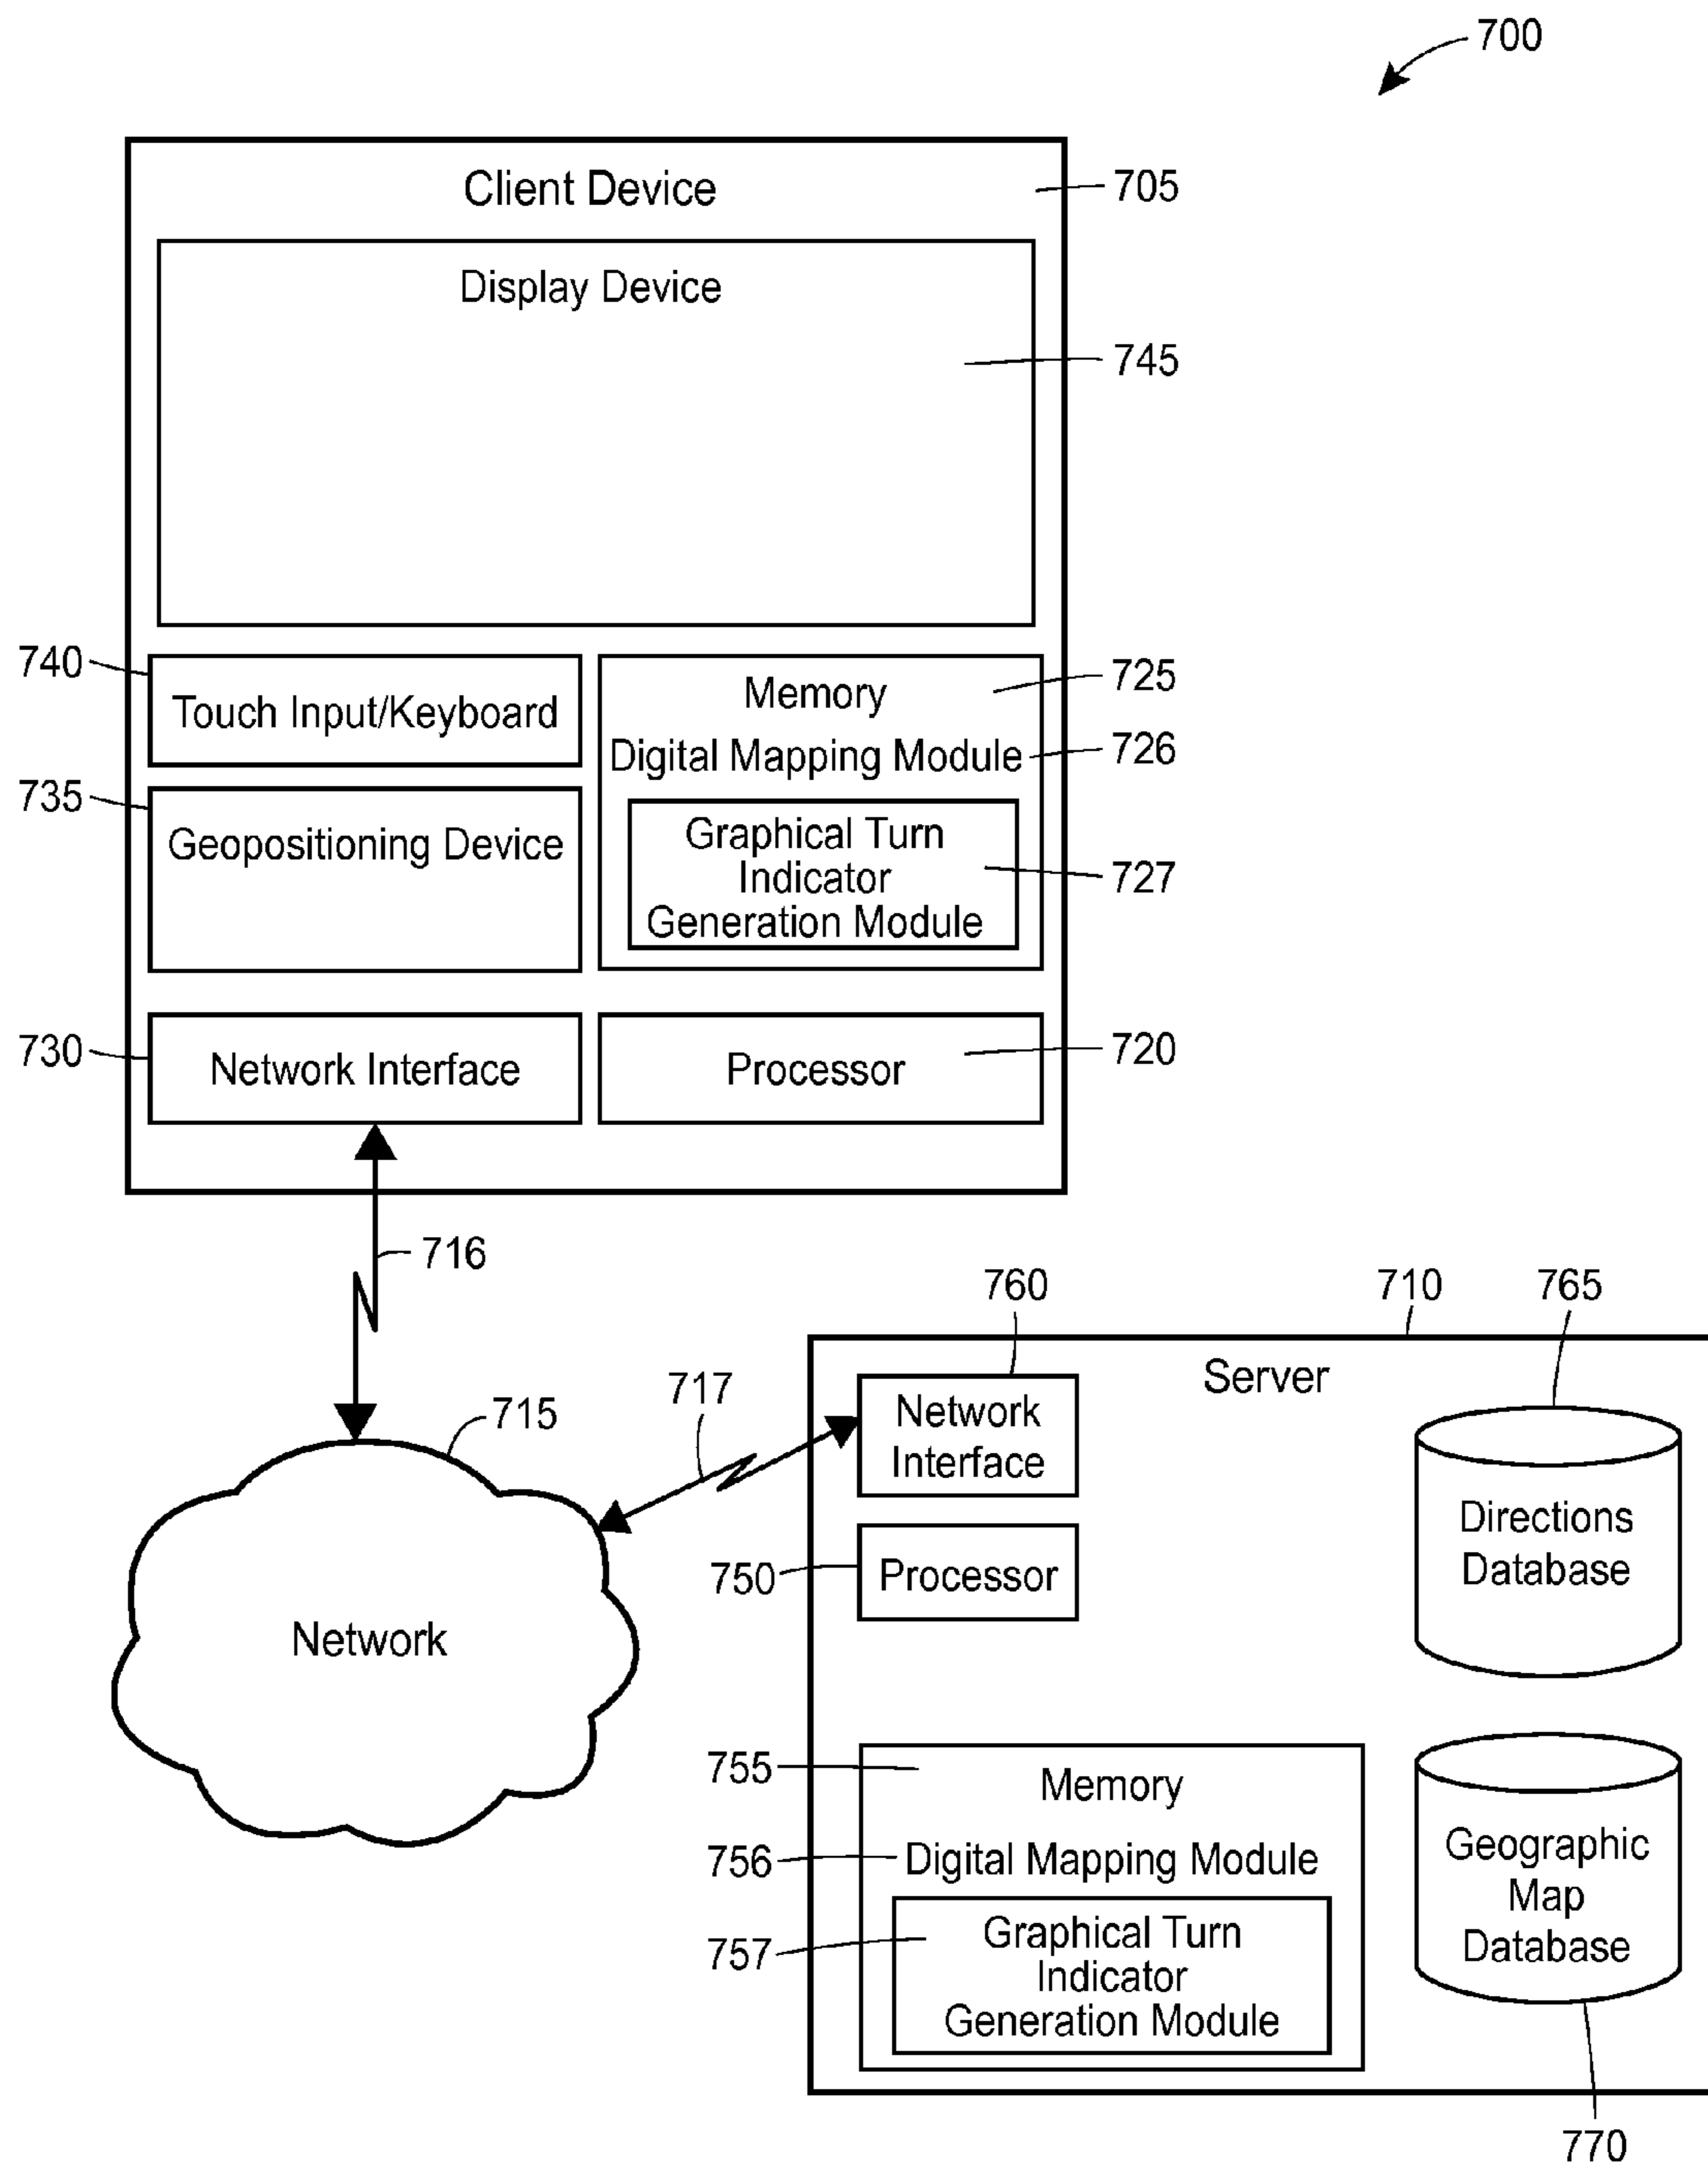 700
Client Device
705
Display Device
745
740
Touch Input/Keyboard
735
Geopositioning Device
Memory
725
Digital Mapping Module
726
Graphical Turn
Indicator
Generation Module
727
730
Network Interface
Processor
720
716
715
717
Network
760
710
765
Server
Network
Interface
750
Processor
Directions
Database
755
Memory
756
Digital Mapping Module
757
Graphical Turn
Indicator
Generation Module
Geographic
Map
Database
770